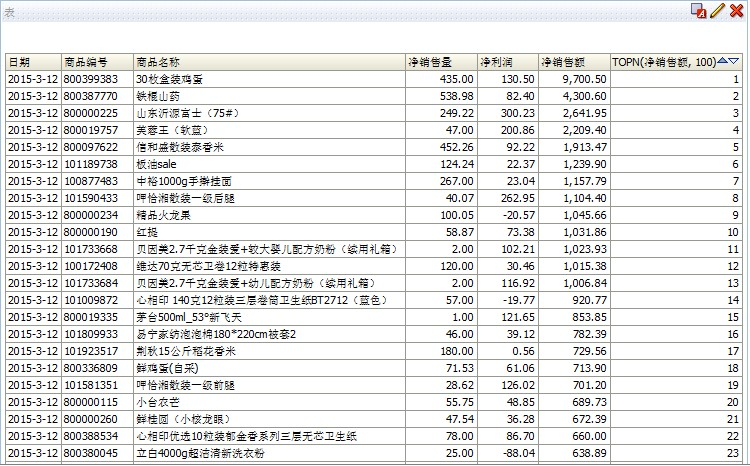 表
日期 商品编号 商品名称 净销售量 净利润 净销售额 TOPN(净销售额, 100)
2015-3-12 800399383 30枚盒装鸡蛋 435.00 130.50 9,700.50 1
2015-3-12 800387770 铁棍山药 538.98 82.40 4,300.60 2
2015-3-12 800000225 山东沂源富士（75#） 249.22 300.23 2,641.95 3
2015-3-12 800019757 芙蓉王（软蓝） 47.00 200.86 2,209.40 4
2015-3-12 800097622 信和盛散装泰香米 452.26 92.22 1,913.47 5
2015-3-12 101189738 板油sale 124.24 22.37 1,239.90 6
2015-3-12 100877483 中裕1000g手擀挂面 267.00 23.04 1,157.79 7
2015-3-12 101590433 呷恰湘散装一级后腿 40.07 262.95 1,104.40 8
2015-3-12 800000234 精品火龙果 100.05 -20.57 1,045.66 9
2015-3-12 800000190 红提 58.87 73.38 1,031.86 10
2015-3-12 101733668 贝因美2.7千克金装爱+较大婴儿配方奶粉（续用礼箱） 2.00 102.21 1,023.93 11
2015-3-12 100172408 维达70克无芯卫卷12粒特惠装 120.00 30.46 1,015.38 12
2015-3-12 101733684 贝因美2.7千克金装爱+幼儿配方奶粉（续用礼箱） 2.00 116.92 1,006.84 13
2015-3-12 101009872 心相印 140克12粒装三层卷筒卫生纸BT2712（蓝色） 57.00 -19.77 920.77 14
2015-3-12 800019335 茅台500ml_53°新飞天 1.00 121.65 853.85 15
2015-3-12 101809933 易宁家纺泡泡棉180*220cm被套2 46.00 39.12 782.39 16
2015-3-12 101923517 荆秋15公斤稻花香米 180.00 0.56 729.56 17
2015-3-12 800336809 鲜鸡蛋(自采) 71.53 61.06 713.90 18
2015-3-12 101581351 呷恰湘散装一级前腿 28.62 126.02 701.20 19
2015-3-12 800000115 小台农芒 55.75 48.85 689.73 20
2015-3-12 800000260 鲜桂圆（小核龙眼） 47.54 36.28 672.39 21
2015-3-12 800388534 心相印优选10粒装郁金香系列三层无芯卫生纸 78.00 86.70 660.00 22
2015-3-12 800380045 立白4000g超洁清新洗衣粉 25.00 -88.04 638.89 23